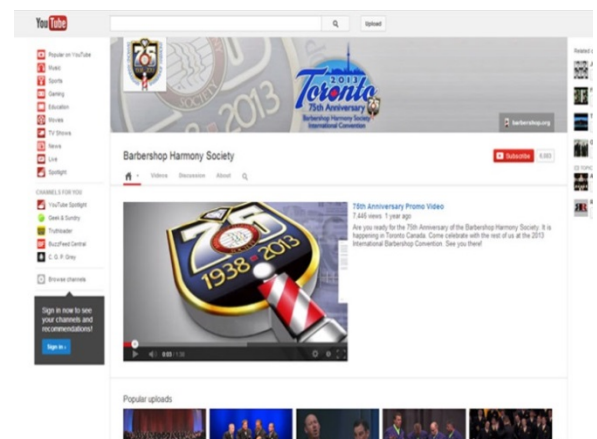 YouTube
Upload
Popular on YouTube
Music
Sports
Gaming
Education
Movies
TV Shows
News
Live
Spotlight
CHANNELS FOR YOU
YouTube Spotlight
Geek & Sundry
Truthloader
BuzzFeed Central
C. G. P. Grey
Browse channels
Sign in now to see
your channels and
recommendations!
Sign in ›
75
SOCIETY
1938 - 2013
2013
Toronto
75th Anniversary
Barbershop Harmony Society
International Convention
barbershop.org
Barbershop Harmony Society
Subscribe
Videos Discussion About
75
1938 2013
75th Anniversary Promo Video
7,445 views 1 year ago
Are you ready for the 75th Anniversary of the Barbershop Harmony Society. It is
happening in Toronto Canada. Come celebrate with the rest of us at the 2013
International Barbershop Convention. See you there!
Popular uploads